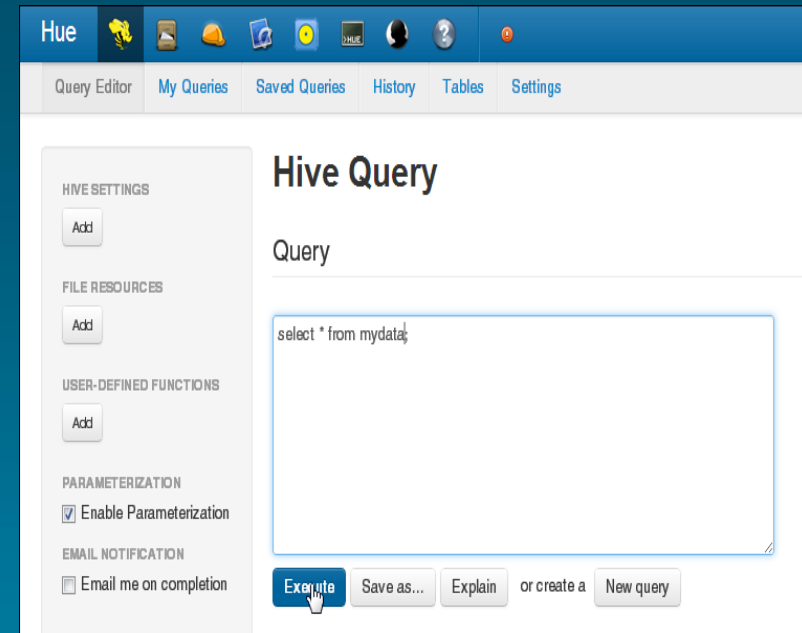 Hue >HUE ?
Query Editor My Queries Saved Queries History Tables Settings
Hive Query
HIVE SETTINGS
Add
Query
FILE RESOURCES
Add
select * from mydata;
USER-DEFINED FUNCTIONS
Add
PARAMETERIZATION
Enable Parameterization
EMAIL NOTIFICATION
Email me on completion
Execute Save as... Explain or create a New query